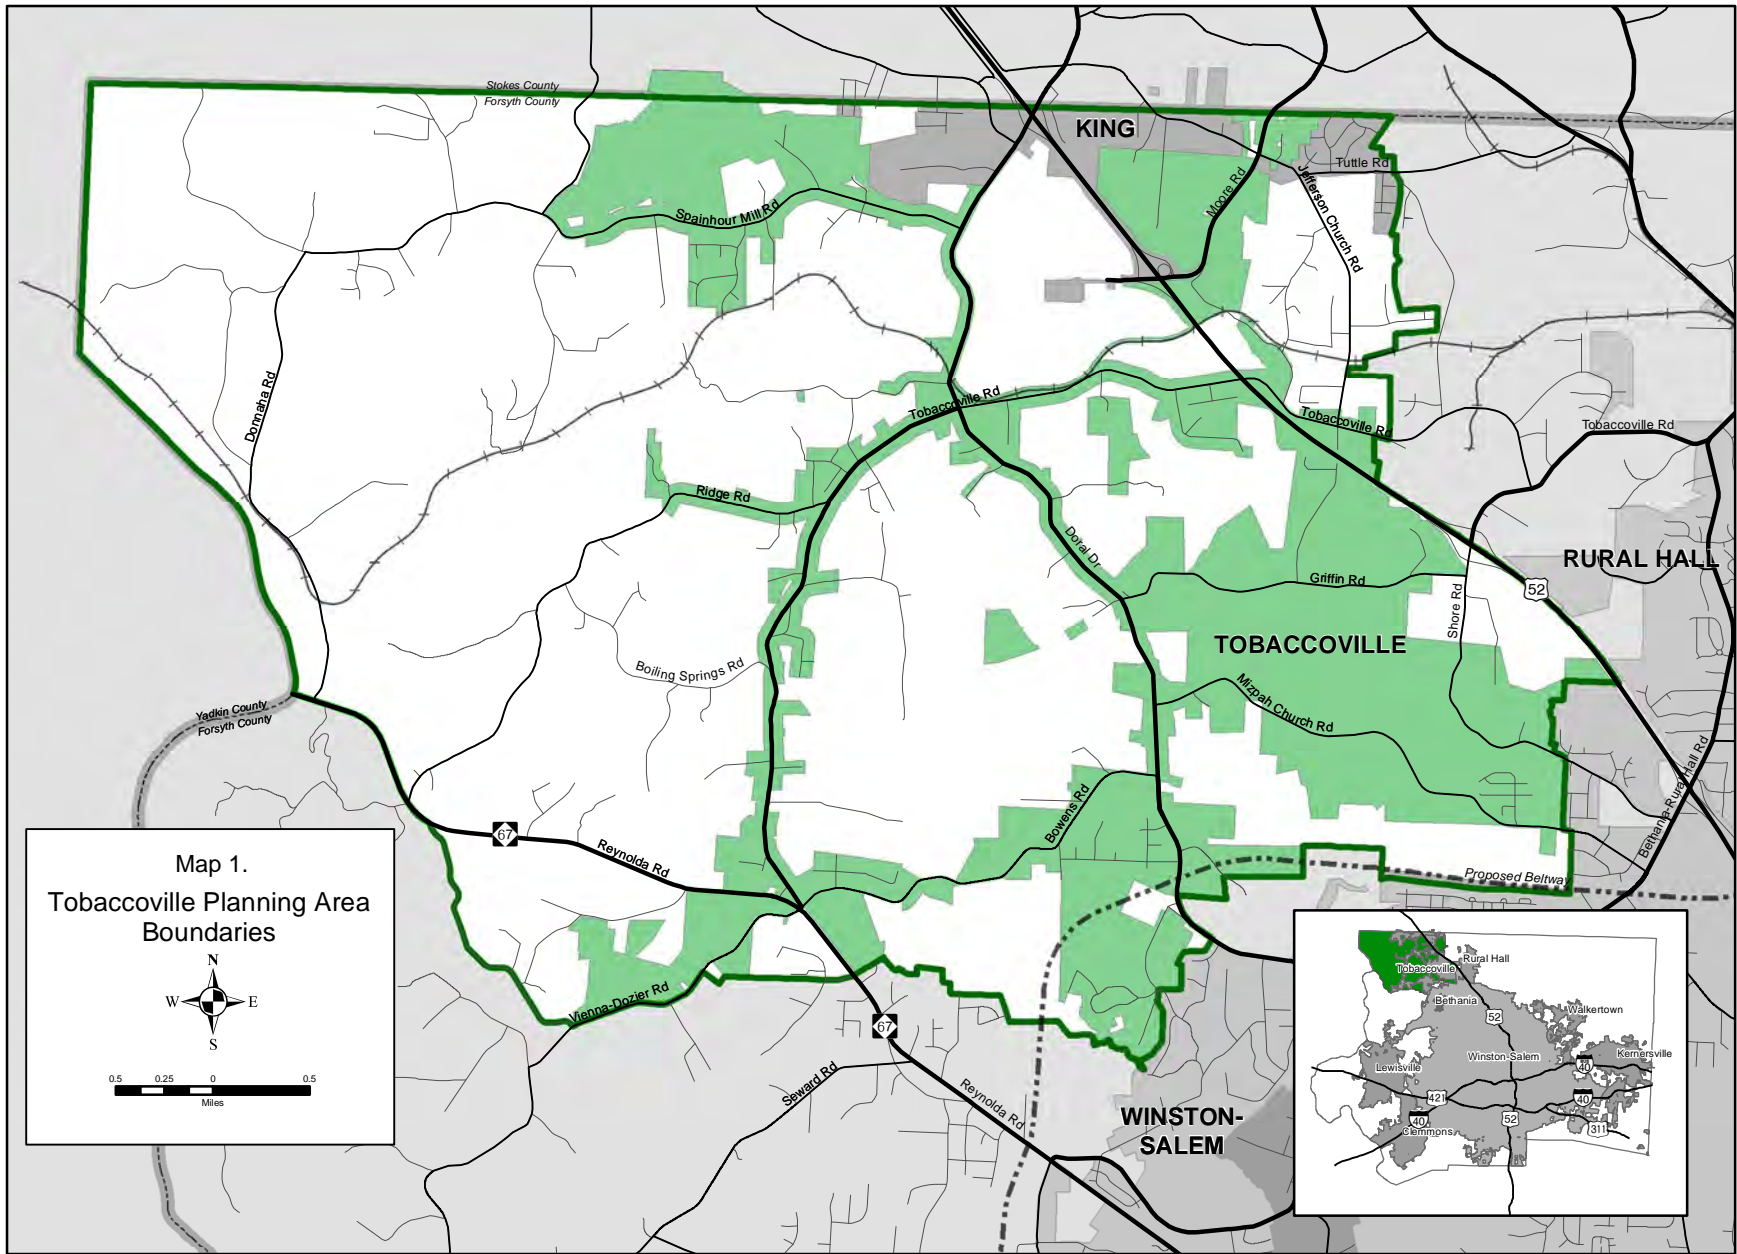 Stokes County
Forsyth County
KING
Tuttle Rd
Moore Rd
Jefferson Church Rd
Spainhour Mill Rd
Donnaha Rd
Tobaccoville Rd
Tobaccoville Rd
Tobaccoville Rd
Ridge Rd
Doral Dr
RURAL HALL
Griffin Rd
52
Shore Rd
TOBACCOVILLE
Boiling Springs Rd
Mizpah Church Rd
Yadkin County
Forsyth County
Bethania-Rural Hall Rd
Bowens Rd
67
Reynolda Rd
Proposed Beltway
Vienna-Dozier Rd
67
Seward Rd
Reynolda Rd
WINSTON-
SALEM
Map 1.
Tobaccoville Planning Area
Boundaries
N
W
E
S
0.5
0.25
0
0.5
Miles
Rural Hall
Tobaccoville
Bethania
52
Walkertown
Winston-Salem
Kernersville
40
Lewisville
421
40
40
52
311
Clemmons